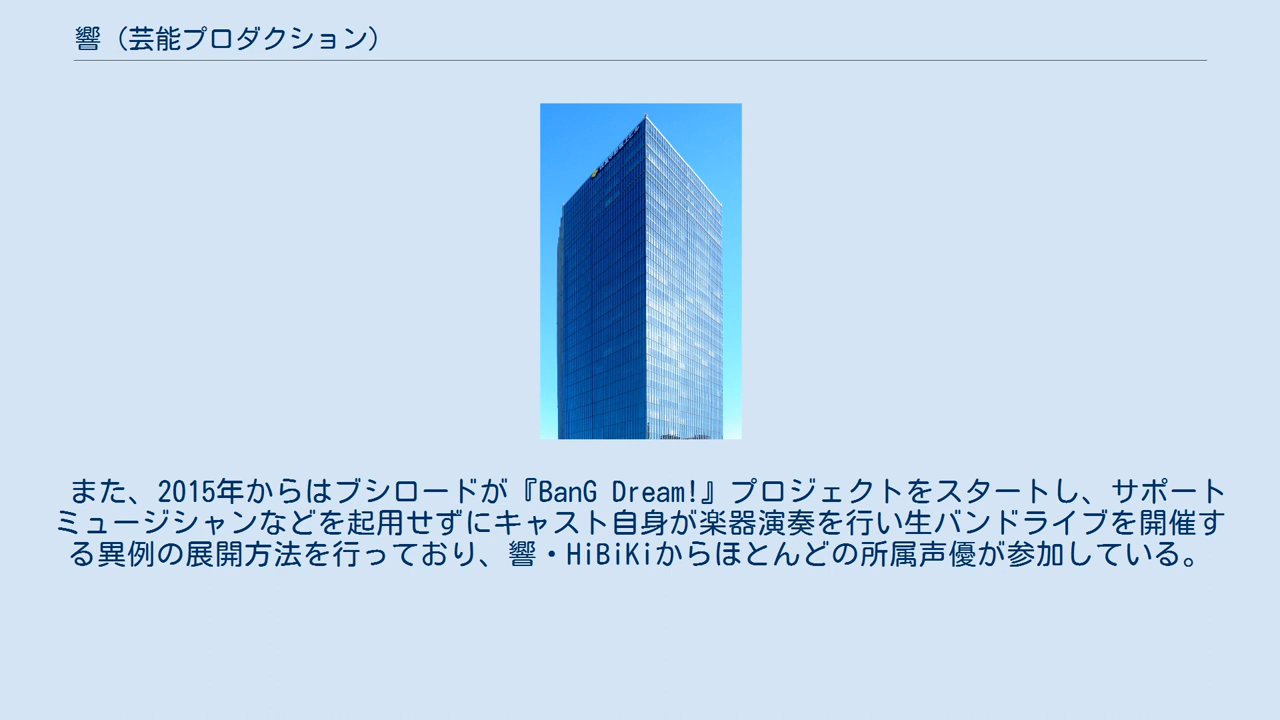 響（芸能プロダクション）
また、2015年からはブシロードが『BanG Dream!』プロジェクトをスタートし、サポート
ミュージシャンなどを起用せずにキャスト自身が楽器演奏を行い生バンドライブを開催す
る異例の展開方法を行っており、響・HiBiKiからほとんどの所属声優が参加している。